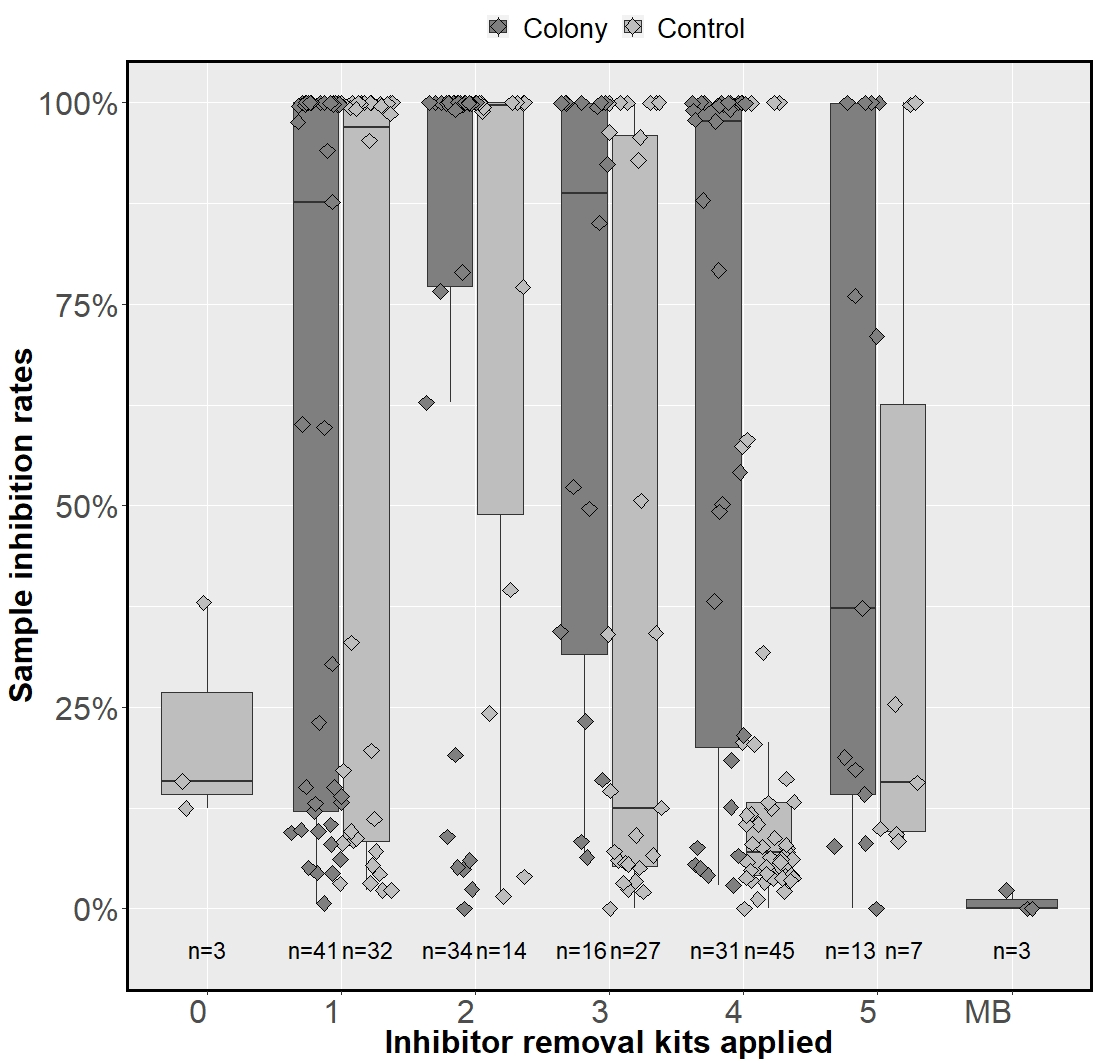 Colony Control
100%
75%
50%
25%
0%
Sample inhibition rates
n=3 n=41 n=32 n=34 n=14 n=16 n=27 n=31 n=45 n=13 n=7 n=3
0 1 2 3 4 5 MB
Inhibitor removal kits applied